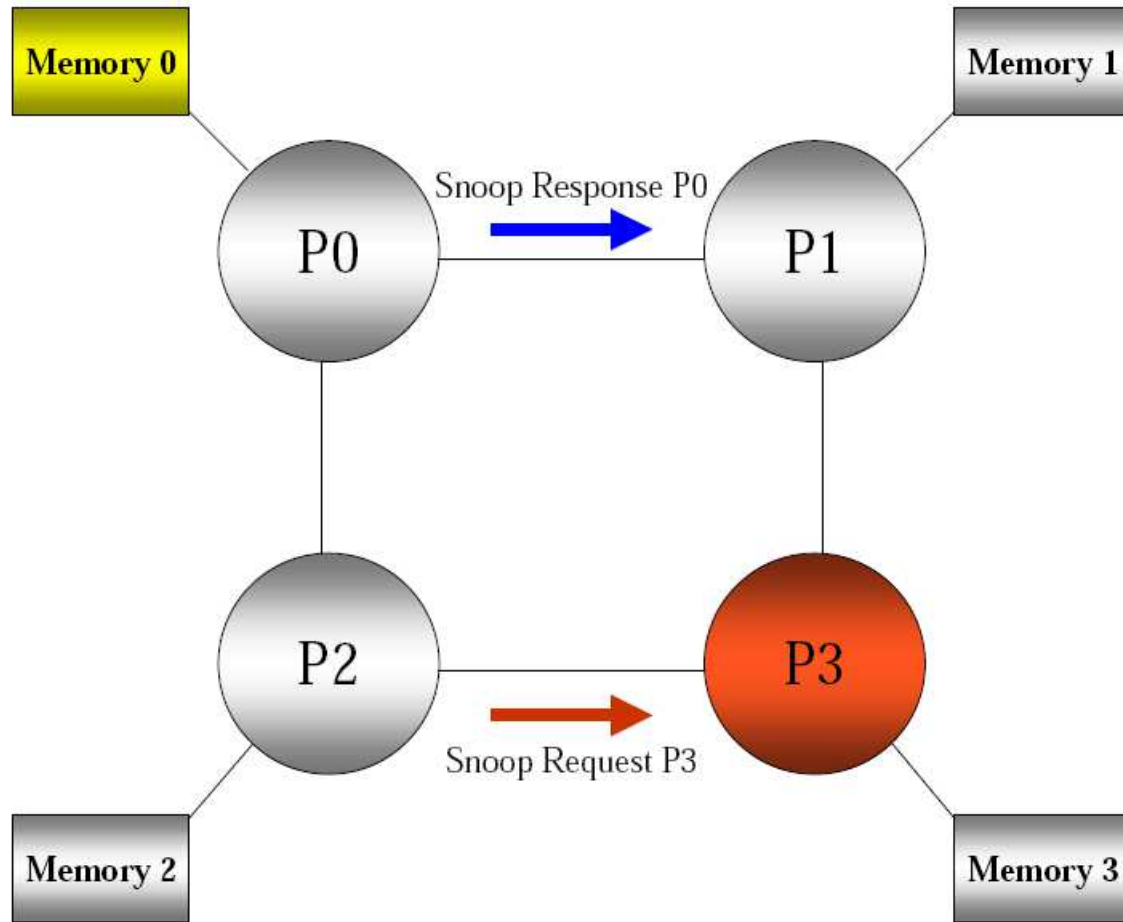 Memory 0
Memory 1
Snoop Response P0
P0
P1
P2
P3
Snoop Request P3
Memory 2
Memory 3